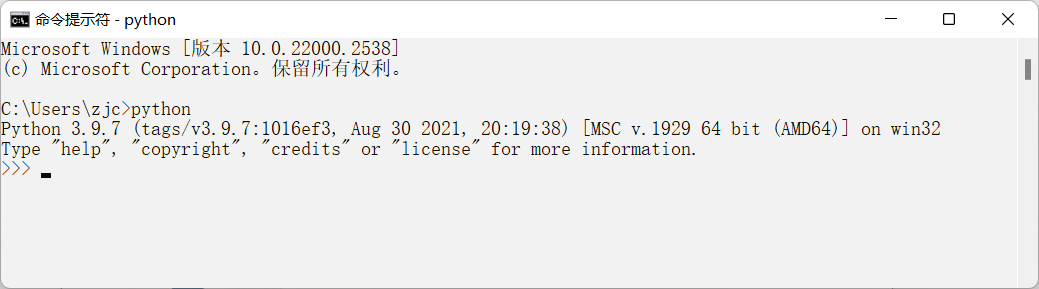 命令提示符 - python
Microsoft Windows [版本 10.0.22000.2538]
(c) Microsoft Corporation。保留所有权利。
C:\Users\zjc>python
Python 3.9.7 (tags/v3.9.7:1016ef3, Aug 30 2021, 20:19:38) [MSC v.1929 64 bit (AMD64)] on win32
Type "help", "copyright", "credits" or "license" for more information.
>>>